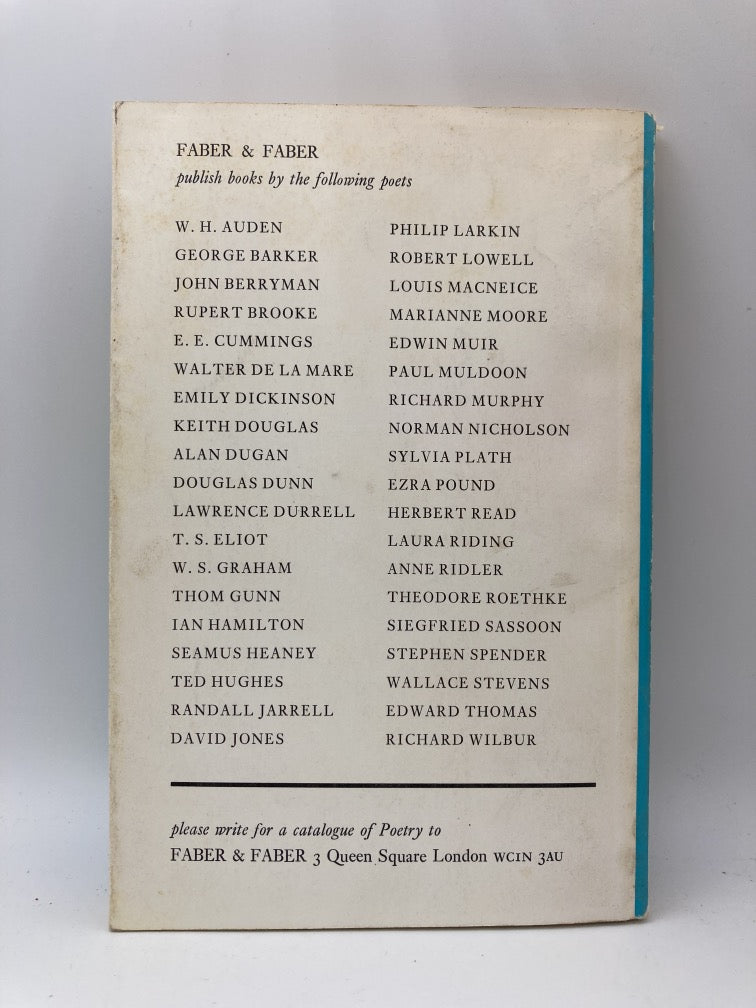 FABER & FABER
publish books by the following poets
W. H. AUDEN
GEORGE BARKER
JOHN BERRYMAN
RUPERT BROOKE
E. E. CUMMINGS
WALTER DE LA MARE
EMILY DICKINSON
KEITH DOUGLAS
ALAN DUGAN
DOUGLAS DUNN
LAWRENCE DURRELL
T. S. ELIOT
W. S. GRAHAM
THOM GUNN
IAN HAMILTON
SEAMUS HEANEY
TED HUGHES
RANDALL JARRELL
DAVID JONES
PHILIP LARKIN
ROBERT LOWELL
LOUIS MACNEICE
MARIANNE MOORE
EDWIN MUIR
PAUL MULDOON
RICHARD MURPHY
NORMAN NICHOLSON
SYLVIA PLATH
EZRA POUND
HERBERT READ
LAURA RIDING
ANNE RIDLER
THEODORE ROETHKE
SIEGFRIED SASSOON
STEPHEN SPENDER
WALLACE STEVENS
EDWARD THOMAS
RICHARD WILBUR
please write for a catalogue of Poetry to
FABER & FABER 3 Queen Square London WC1N 3AU